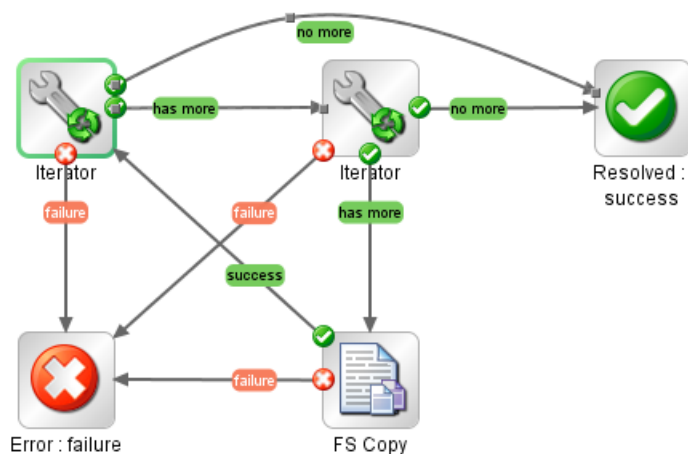 no more
has more
no more
Iterator
Iterator
Resolved :
success
failure
failure
has more
success
failure
Error : failure
FS Copy